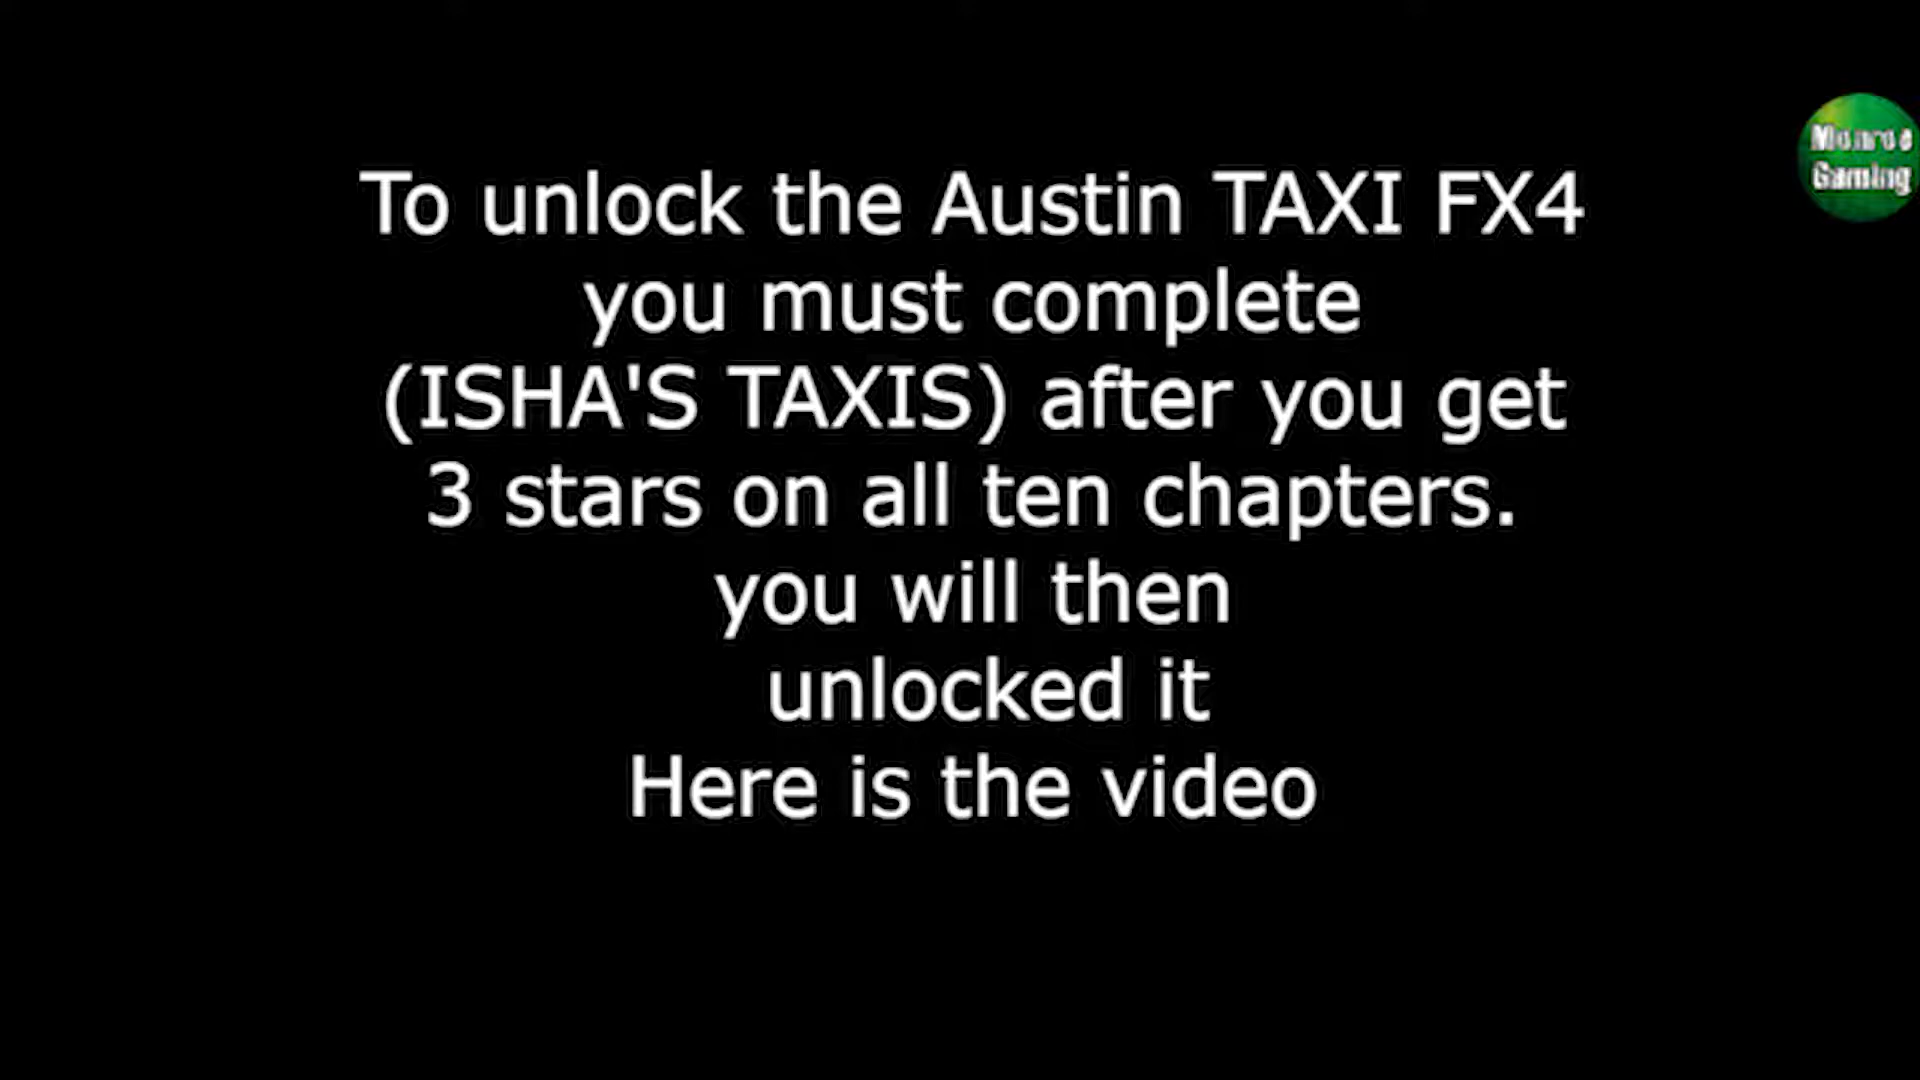 To unlock the Austin TAXI FX4
you must complete
(ISHA'S TAXIS) after you get
3 stars on all ten chapters.
you will then
unlocked it
Here is the video
Monroe
Gaming